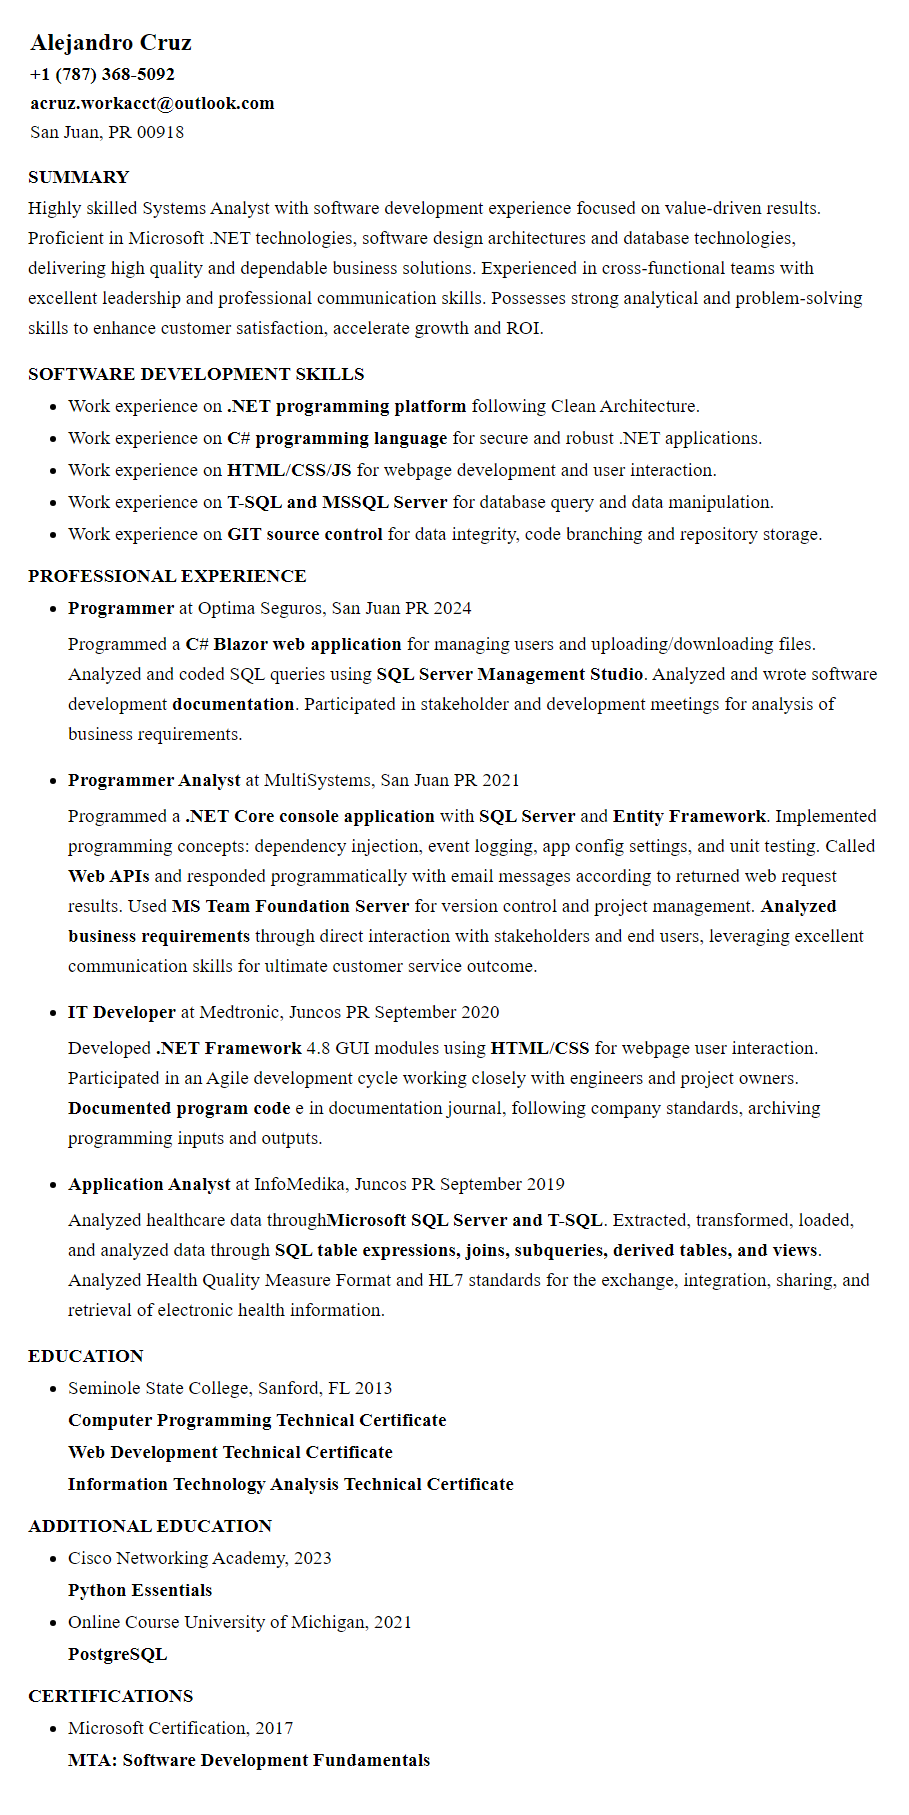 Alejandro Cruz
+1 (787) 368-5092
acruz.workacct@outlook.com
San Juan, PR 00918
SUMMARY
Highly skilled Systems Analyst with software development experience focused on value-driven results.
Proficient in Microsoft .NET technologies, software design architectures and database technologies,
delivering high quality and dependable business solutions. Experienced in cross-functional teams with
excellent leadership and professional communication skills. Possesses strong analytical and problem-solving
skills to enhance customer satisfaction, accelerate growth and ROI.
SOFTWARE DEVELOPMENT SKILLS
• Work experience on .NET programming platform following Clean Architecture.
• Work experience on C# programming language for secure and robust .NET applications.
• Work experience on HTML/CSS/JS for webpage development and user interaction.
• Work experience on T-SQL and MSSQL Server for database query and data manipulation.
• Work experience on GIT source control for data integrity, code branching and repository storage.
PROFESSIONAL EXPERIENCE
• Programmer at Optima Seguros, San Juan PR 2024
Programmed a C# Blazor web application for managing users and uploading/downloading files.
Analyzed and coded SQL queries using SQL Server Management Studio. Analyzed and wrote software
development documentation. Participated in stakeholder and development meetings for analysis of
business requirements.
• Programmer Analyst at MultiSystems, San Juan PR 2021
Programmed a .NET Core console application with SQL Server and Entity Framework. Implemented
programming concepts: dependency injection, event logging, app config settings, and unit testing. Called
Web APIs and responded programmatically with email messages according to returned web request
results. Used MS Team Foundation Server for version control and project management. Analyzed
business requirements through direct interaction with stakeholders and end users, leveraging excellent
communication skills for ultimate customer service outcome.
• IT Developer at Medtronic, Juncos PR September 2020
Developed .NET Framework 4.8 GUI modules using HTML/CSS for webpage user interaction.
Participated in an Agile development cycle working closely with engineers and project owners.
Documented program code e in documentation journal, following company standards, archiving
programming inputs and outputs.
• Application Analyst at InfoMedika, Juncos PR September 2019
Analyzed healthcare data throughMicrosoft SQL Server and T-SQL. Extracted, transformed, loaded,
and analyzed data through SQL table expressions, joins, subqueries, derived tables, and views.
Analyzed Health Quality Measure Format and HL7 standards for the exchange, integration, sharing, and
retrieval of electronic health information.
EDUCATION
• Seminole State College, Sanford, FL 2013
Computer Programming Technical Certificate
Web Development Technical Certificate
Information Technology Analysis Technical Certificate
ADDITIONAL EDUCATION
• Cisco Networking Academy, 2023
Python Essentials
• Online Course University of Michigan, 2021
PostgreSQL
CERTIFICATIONS
• Microsoft Certification, 2017
MTA: Software Development Fundamentals